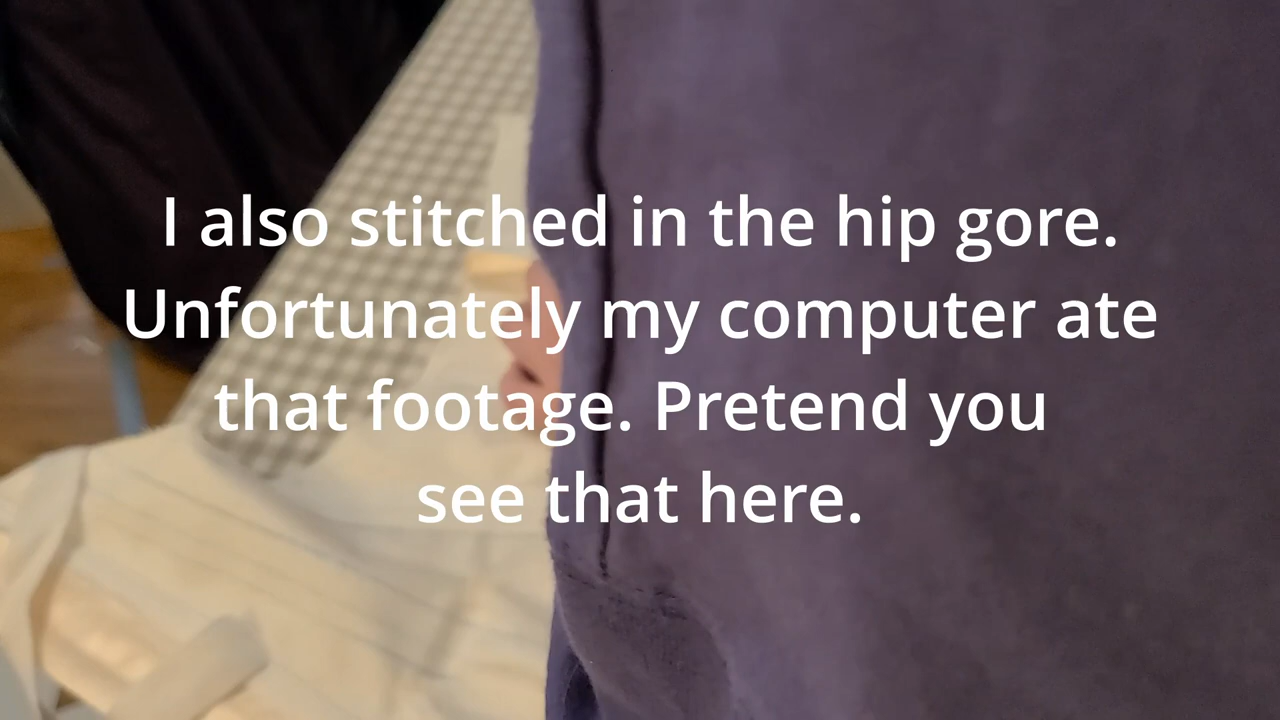 I also stitched in the hip gore.
Unfortunately my computer ate
that footage. Pretend you
see that here.